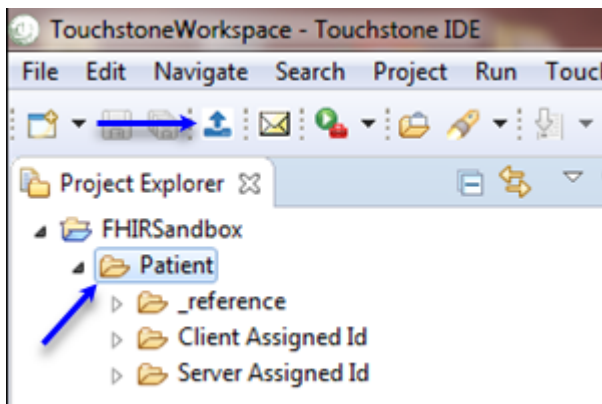 TouchstoneWorkspace - Touchstone IDE
File Edit Navigate Search Project Run
Project Explorer
FHIRSandbox
Patient
_reference
Client Assigned Id
Server Assigned Id